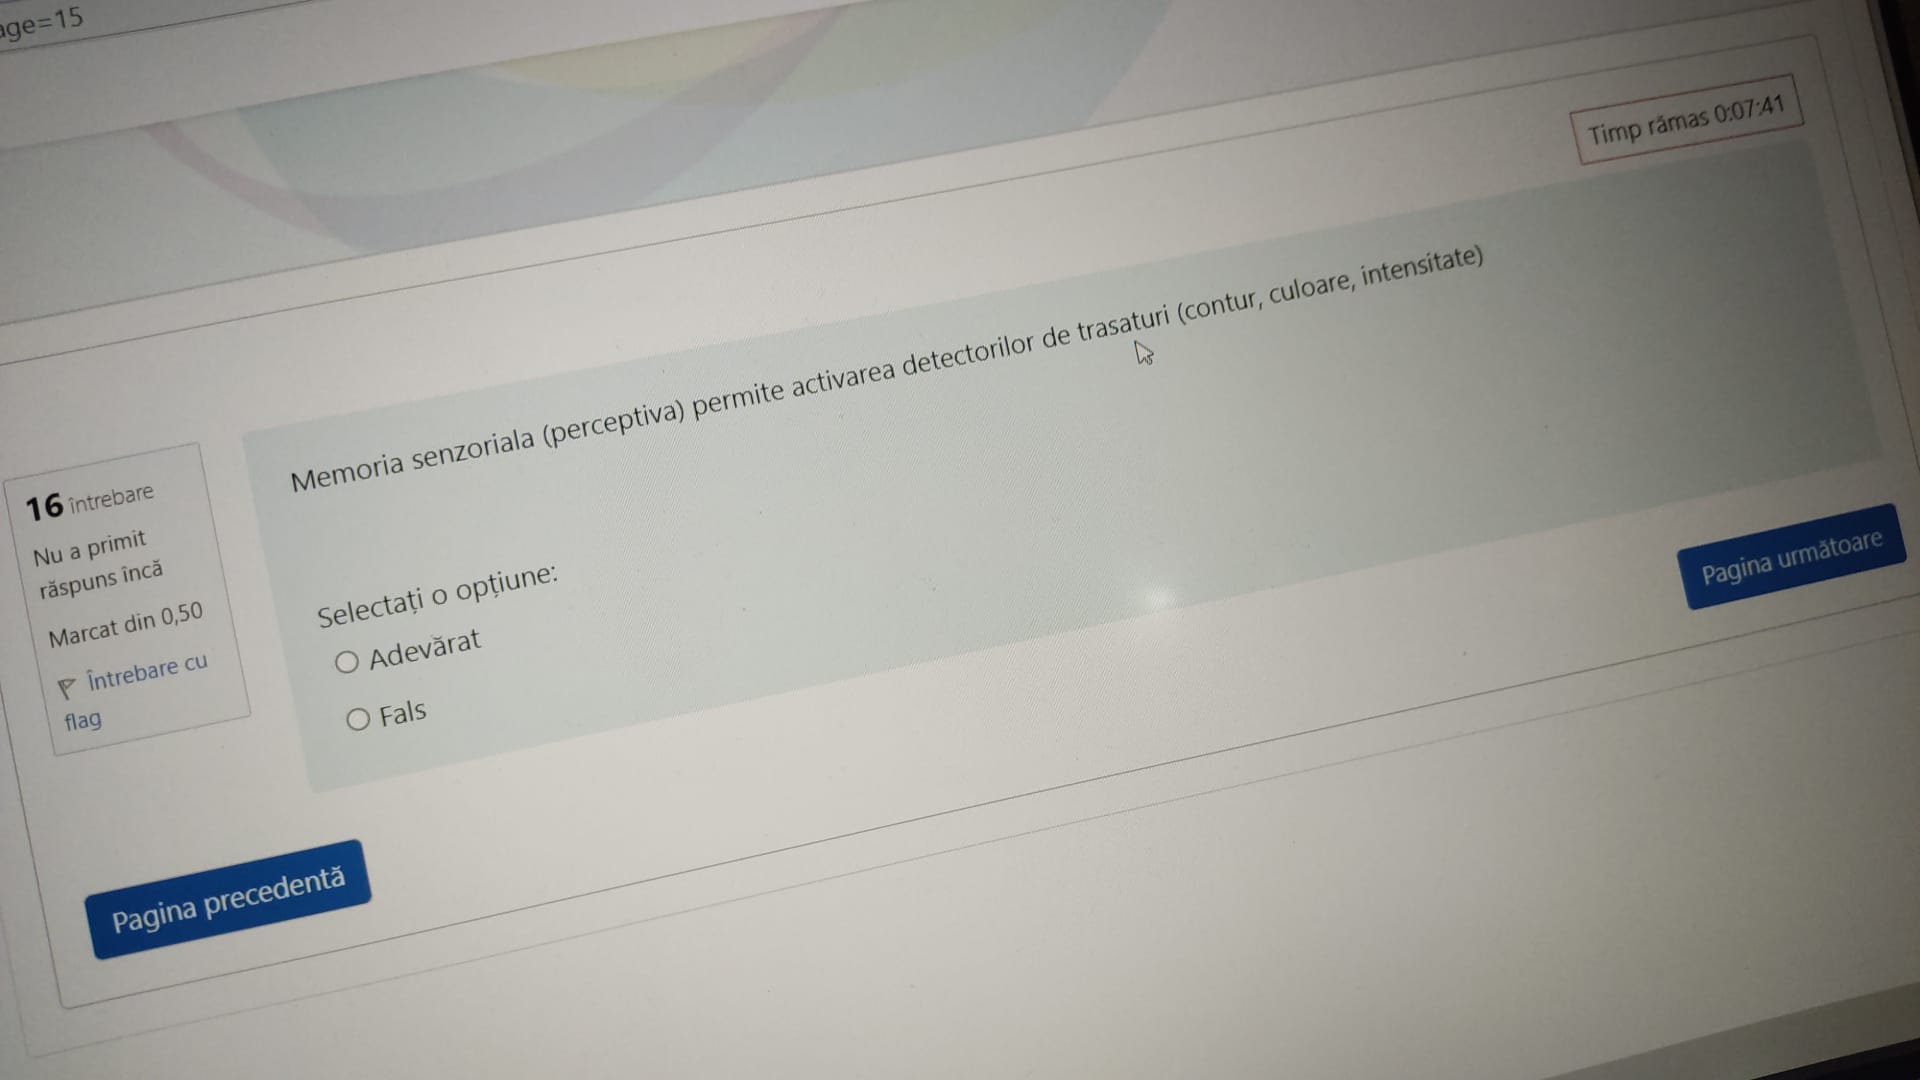 age=15
Timp rămas 0:07:41
16 întrebare
Nu a primit
răspuns încă
Marcat din 0,50
Întrebare cu
flag
Memoria senzoriala (perceptiva) permite activarea detectorilor de trasaturi (contur, culoare, intensitate)
Selectați o opțiune:
Adevărat
Fals
Pagina precedentă
Pagina următoare